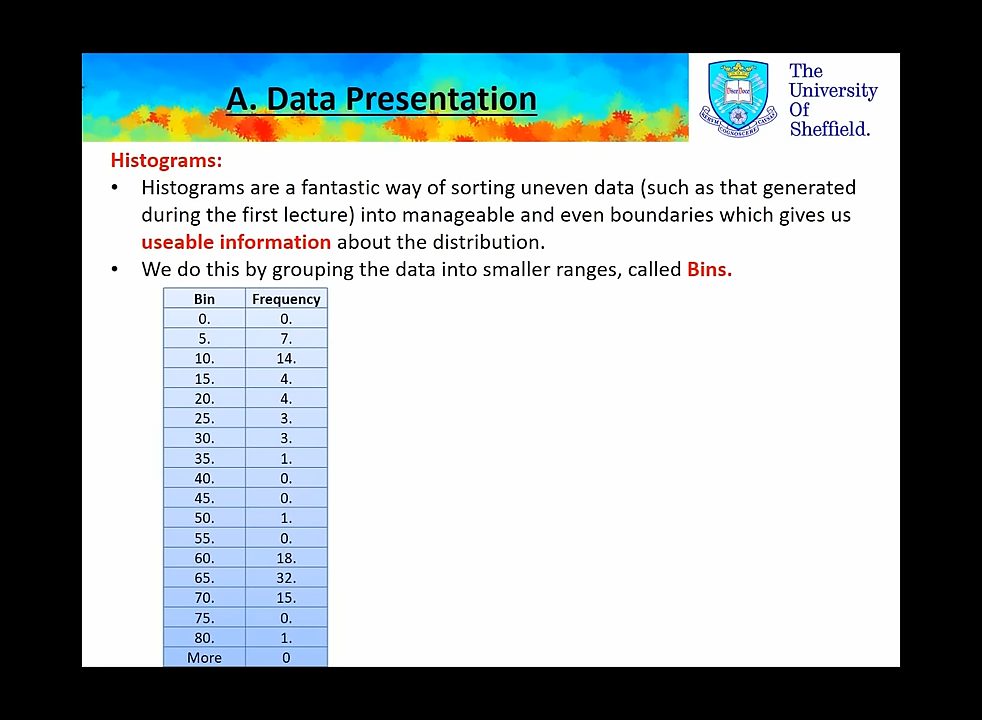 A. Data Presentation
The
University
Of
Sheffield.
Histograms:
• Histograms are a fantastic way of sorting uneven data (such as that generated
during the first lecture) into manageable and even boundaries which gives us
useable information about the distribution.
• We do this by grouping the data into smaller ranges, called Bins.
Bin Frequency
0. 0.
5. 7.
10. 14.
15. 4.
20. 4.
25. 3.
30. 3.
35. 1.
40. 0.
45. 0.
50. 1.
55. 0.
60. 18.
65. 32.
70. 15.
75. 0.
80. 1.
More 0